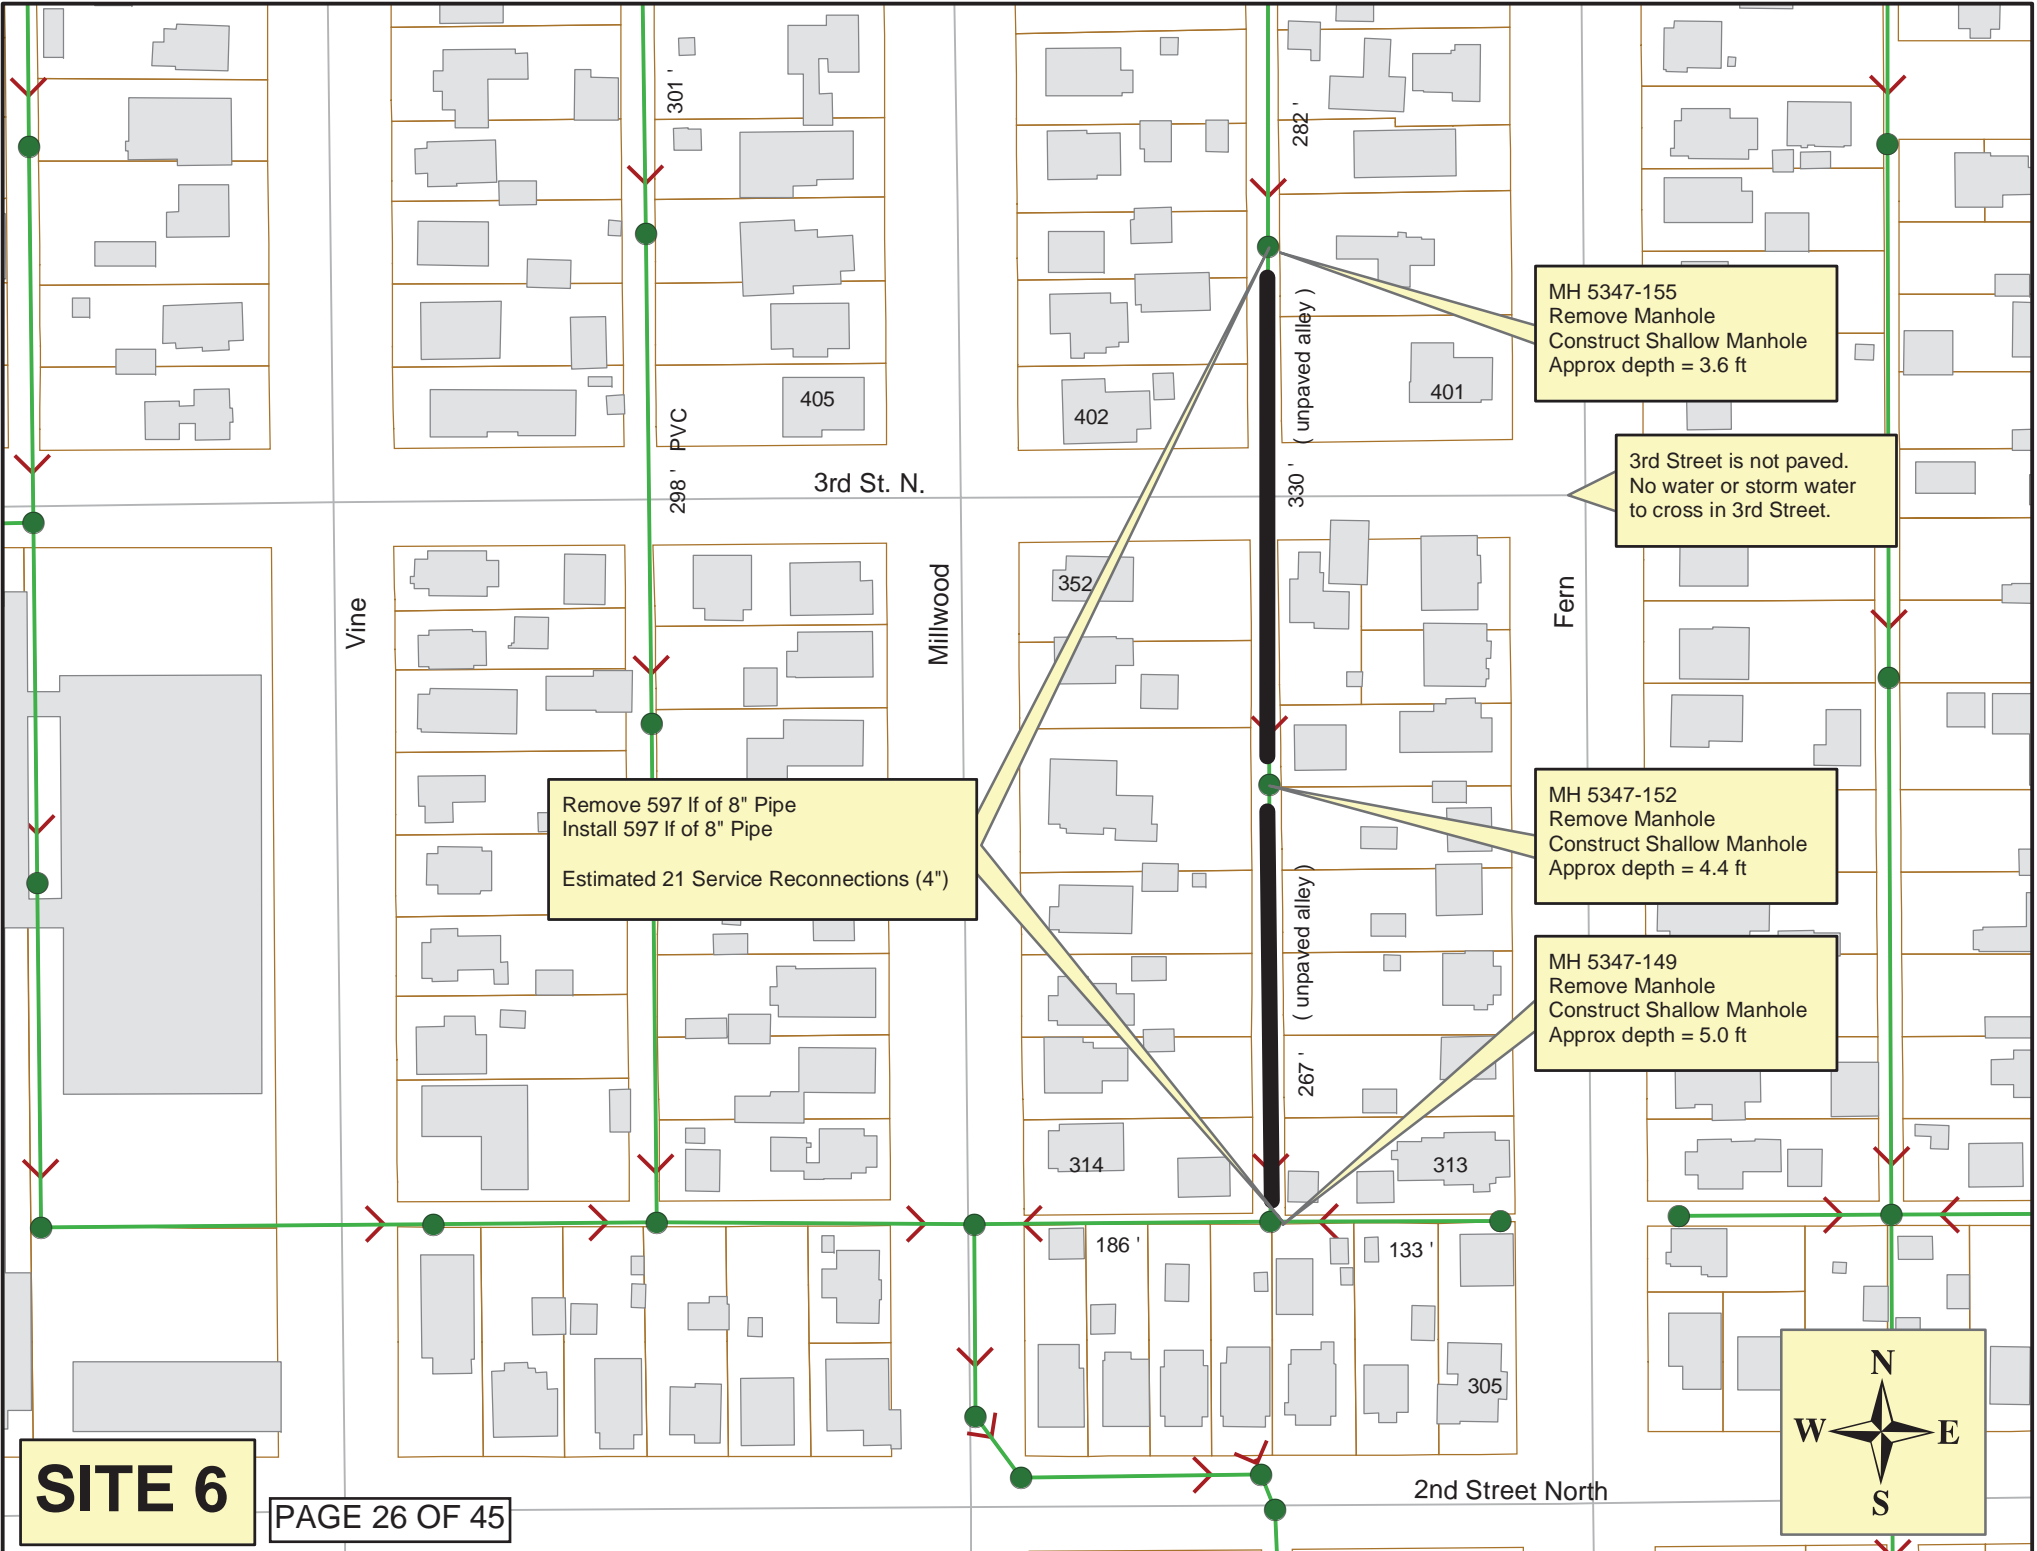 301 '
282 '
MH 5347-155
Remove Manhole
Construct Shallow Manhole
Approx depth = 3.6 ft
( unpaved alley )
405
402
401
298 '  PVC
330 '
3rd St. N.
3rd Street is not paved.
No water or storm water
to cross in 3rd Street.
Vine
Millwood
352
Fern
Remove 597 lf of 8" Pipe
Install 597 lf of 8" Pipe
Estimated 21 Service Reconnections (4")
MH 5347-152
Remove Manhole
Construct Shallow Manhole
Approx depth = 4.4 ft
( unpaved alley )
MH 5347-149
Remove Manhole
Construct Shallow Manhole
Approx depth = 5.0 ft
267 '
314
313
186 '
133 '
305
N
W
E
S
SITE 6
PAGE 26 OF 45
2nd Street North